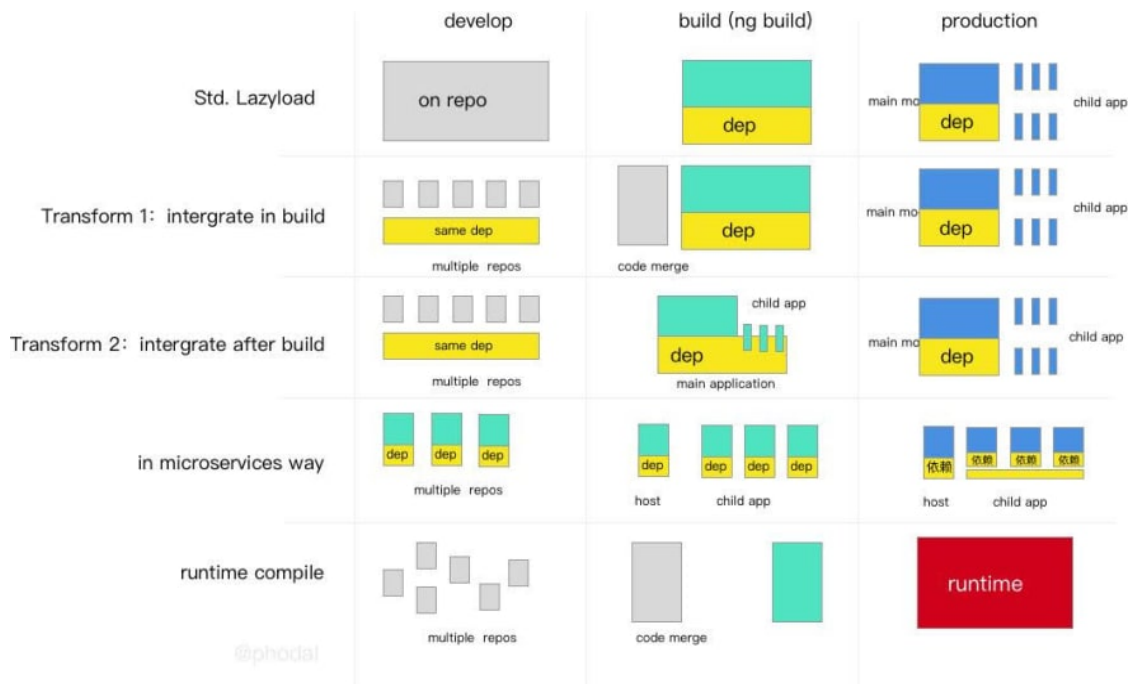 develop
build (ng build)
production
Std. Lazyload
on repo
dep
main mo
dep
child app
Transform 1: intergrate in build
same dep
multiple repos
code merge
dep
main mo
dep
child app
Transform 2: intergrate after build
same dep
multiple repos
child app
dep
main application
main mo
dep
child app
in microservices way
dep dep dep
multiple repos
dep dep dep dep
host child app
依赖 依赖 依赖 依赖
host child app
runtime compile
multiple repos
code merge
runtime
@phodal